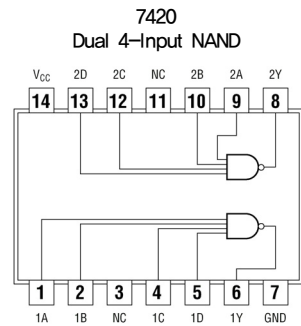 7420
Dual 4-Input NAND
VCC 2D 2C NC 2B 2A 2Y
14 13 12 11 10 9 8
1 2 3 4 5 6 7
1A 1B NC 1C 1D 1Y GND